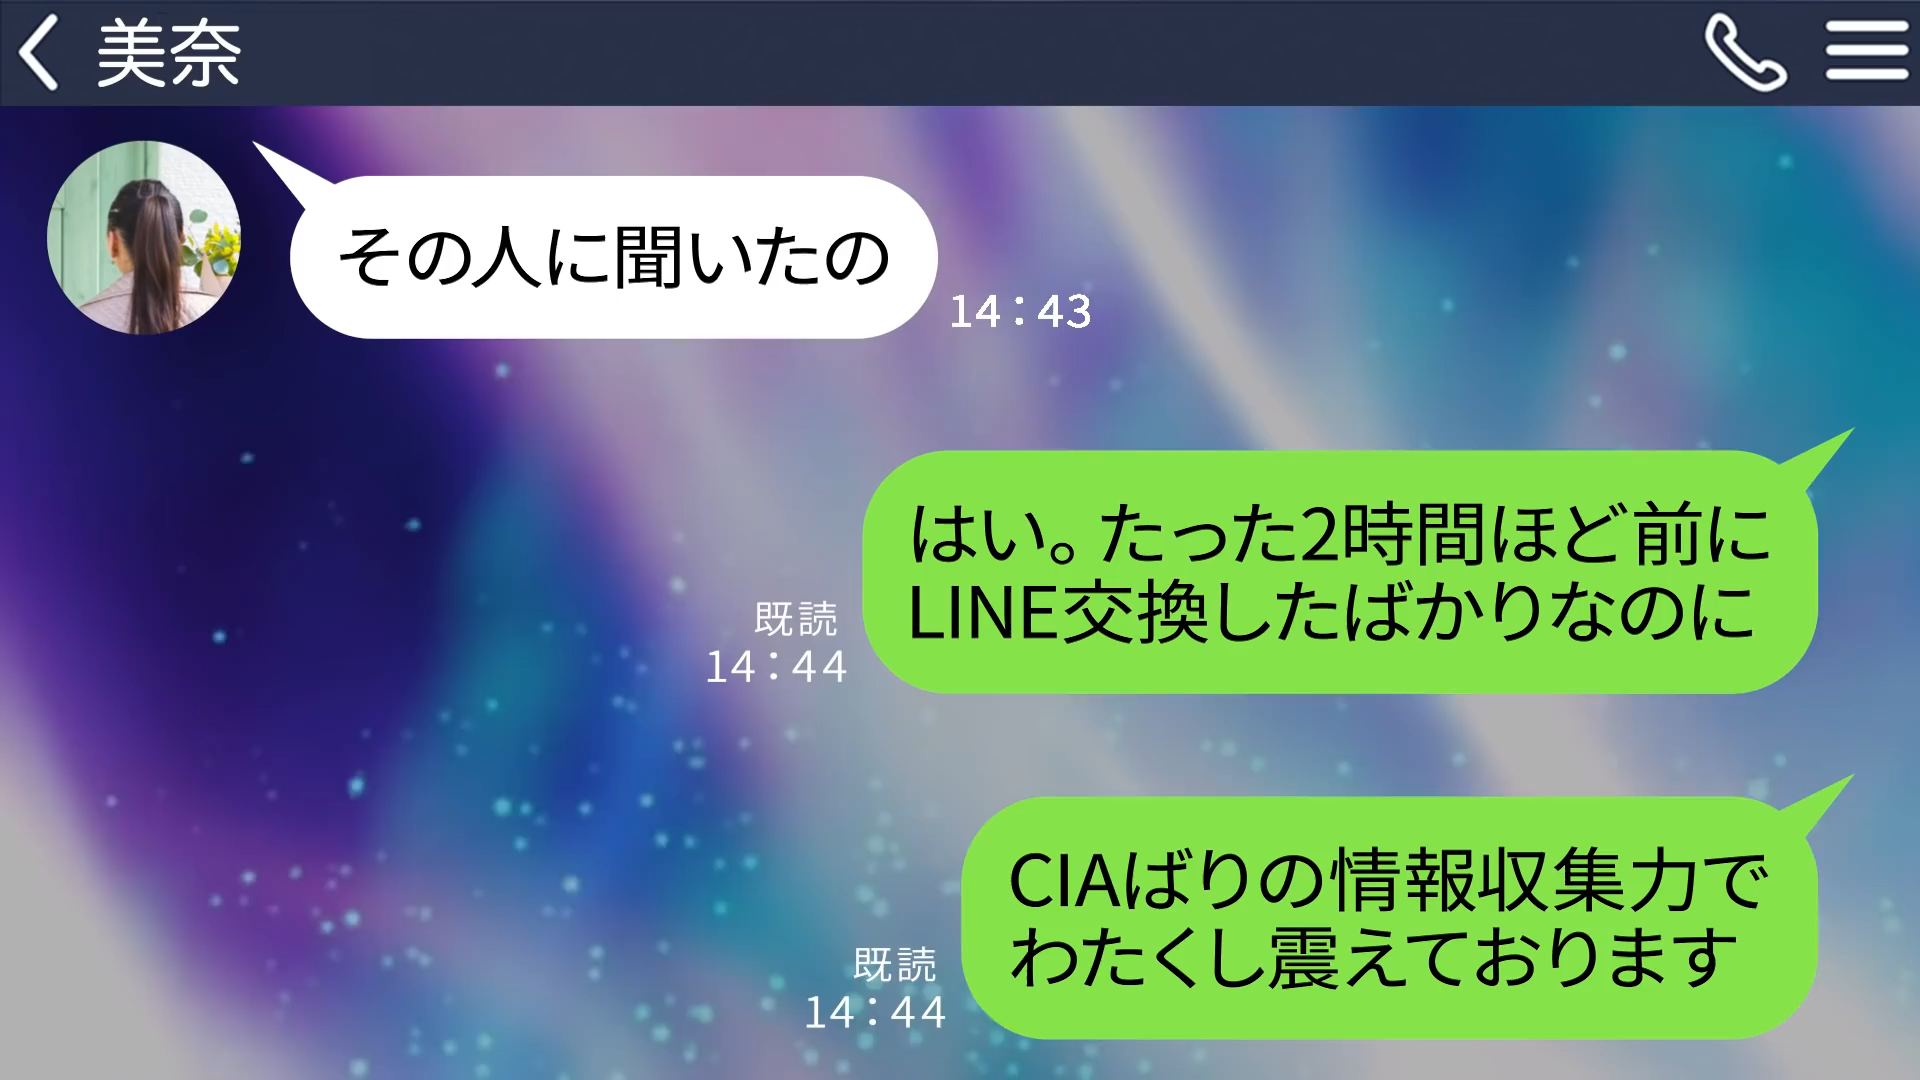 美奈
その人に聞いたの
14:43
はい。たった2時間ほど前に
LINE交換したばかりなのに
既読
14:44
CIAばりの情報収集力で
わたくし震えております
既読
14:44